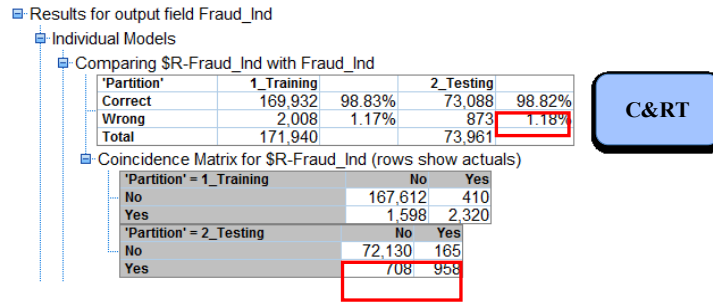 Results for output field Fraud_Ind
Individual Models
Comparing $R-Fraud_Ind with Fraud_Ind
'Partition' 1_Training 2_Testing
Correct 169,932 98.83% 73,088 98.82%
Wrong 2,008 1.17% 873 1.18%
Total 171,940 73,961
C&RT
Coincidence Matrix for $R-Fraud_Ind (rows show actuals)
'Partition' = 1_Training No Yes
No 167,612 410
Yes 1,598 2,320
'Partition' = 2_Testing No Yes
No 72,130 165
Yes 708 958